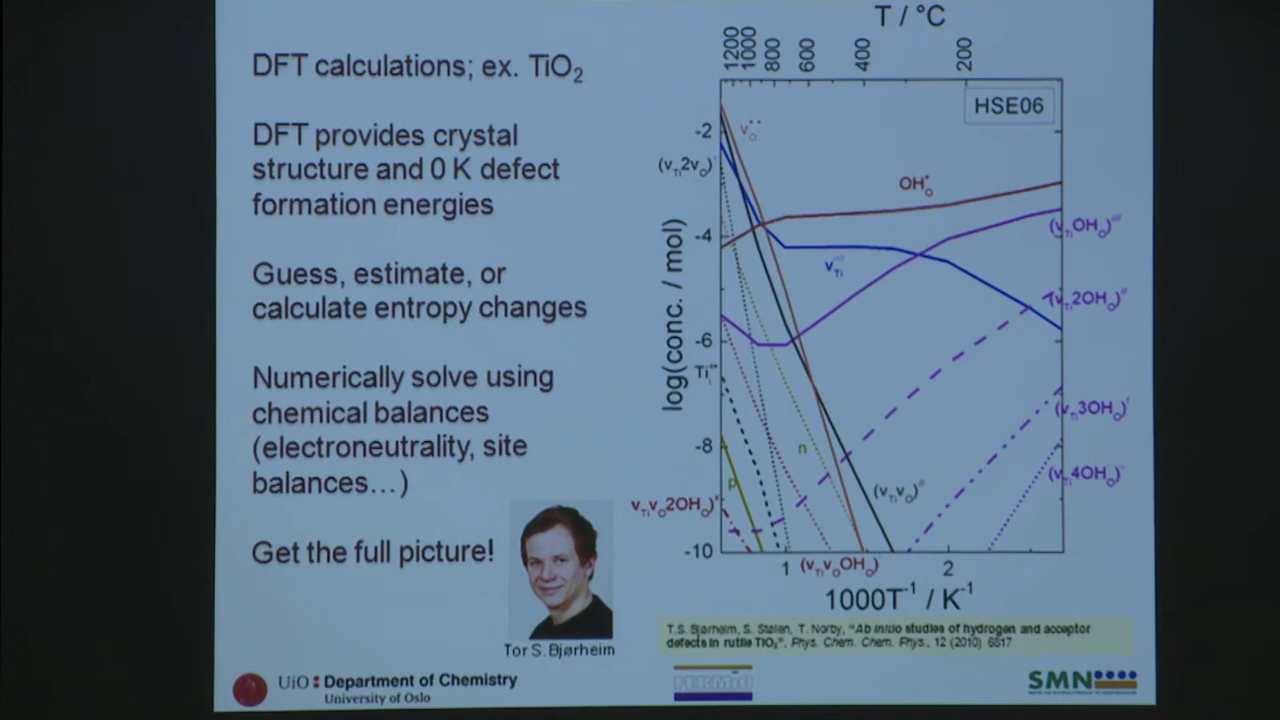 DFT calculations; ex. TiO₂
DFT provides crystal
structure and 0 K defect
formation energies
Guess, estimate, or
calculate entropy changes
Numerically solve using
chemical balances
(electroneutrality, site
balances…)
Get the full picture!
Tor S. Bjørheim
UiO : Department of Chemistry
University of Oslo
T / °C
1200
1000
800
600
400
200
HSE06
log(conc. / mol)
-2
-4
-6
-8
-10
n
p
1
2
1000T⁻¹ / K⁻¹
T.S. Bjørheim, S. Stølen, T. Norby, "Ab initio studies of hydrogen and acceptor
defects in rutile TiO₂", Phys. Chem. Chem. Phys., 12 (2010) 6817
FERMiO
SMN